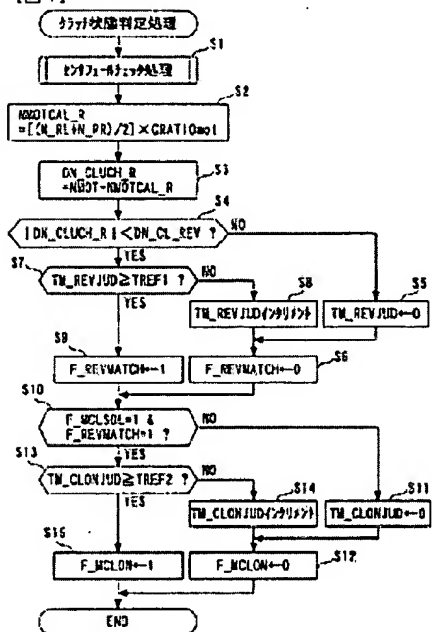 クラッチ状態判定処理
S1
センサフェールチェック処理
S2
NMOTCAL_R
=[(N_RL+N_RR)/2]×GRATIOmot
S3
DN_CLUCH_R
=NMOT-NMOTCAL_R
S4
|DN_CLUCH_R|<DN_CL_REV ?
NO
YES
S7
TM_REVJUD≧TREF1 ?
NO
S8
S5
YES
TM_REVJUDインクリメント
TM_REVJUD←0
S9
F_REVMATCH←1
F_REVMATCH←0
S6
S10
F_MCLSOL=1 &
F_REVMATCH=1 ?
NO
S13
YES
TM_CLONJUD≧TREF2 ?
NO
S14
S11
YES
TM_CLONJUDインクリメント
TM_CLONJUD←0
S15
F_MCLON←1
F_MCLON←0
S12
END